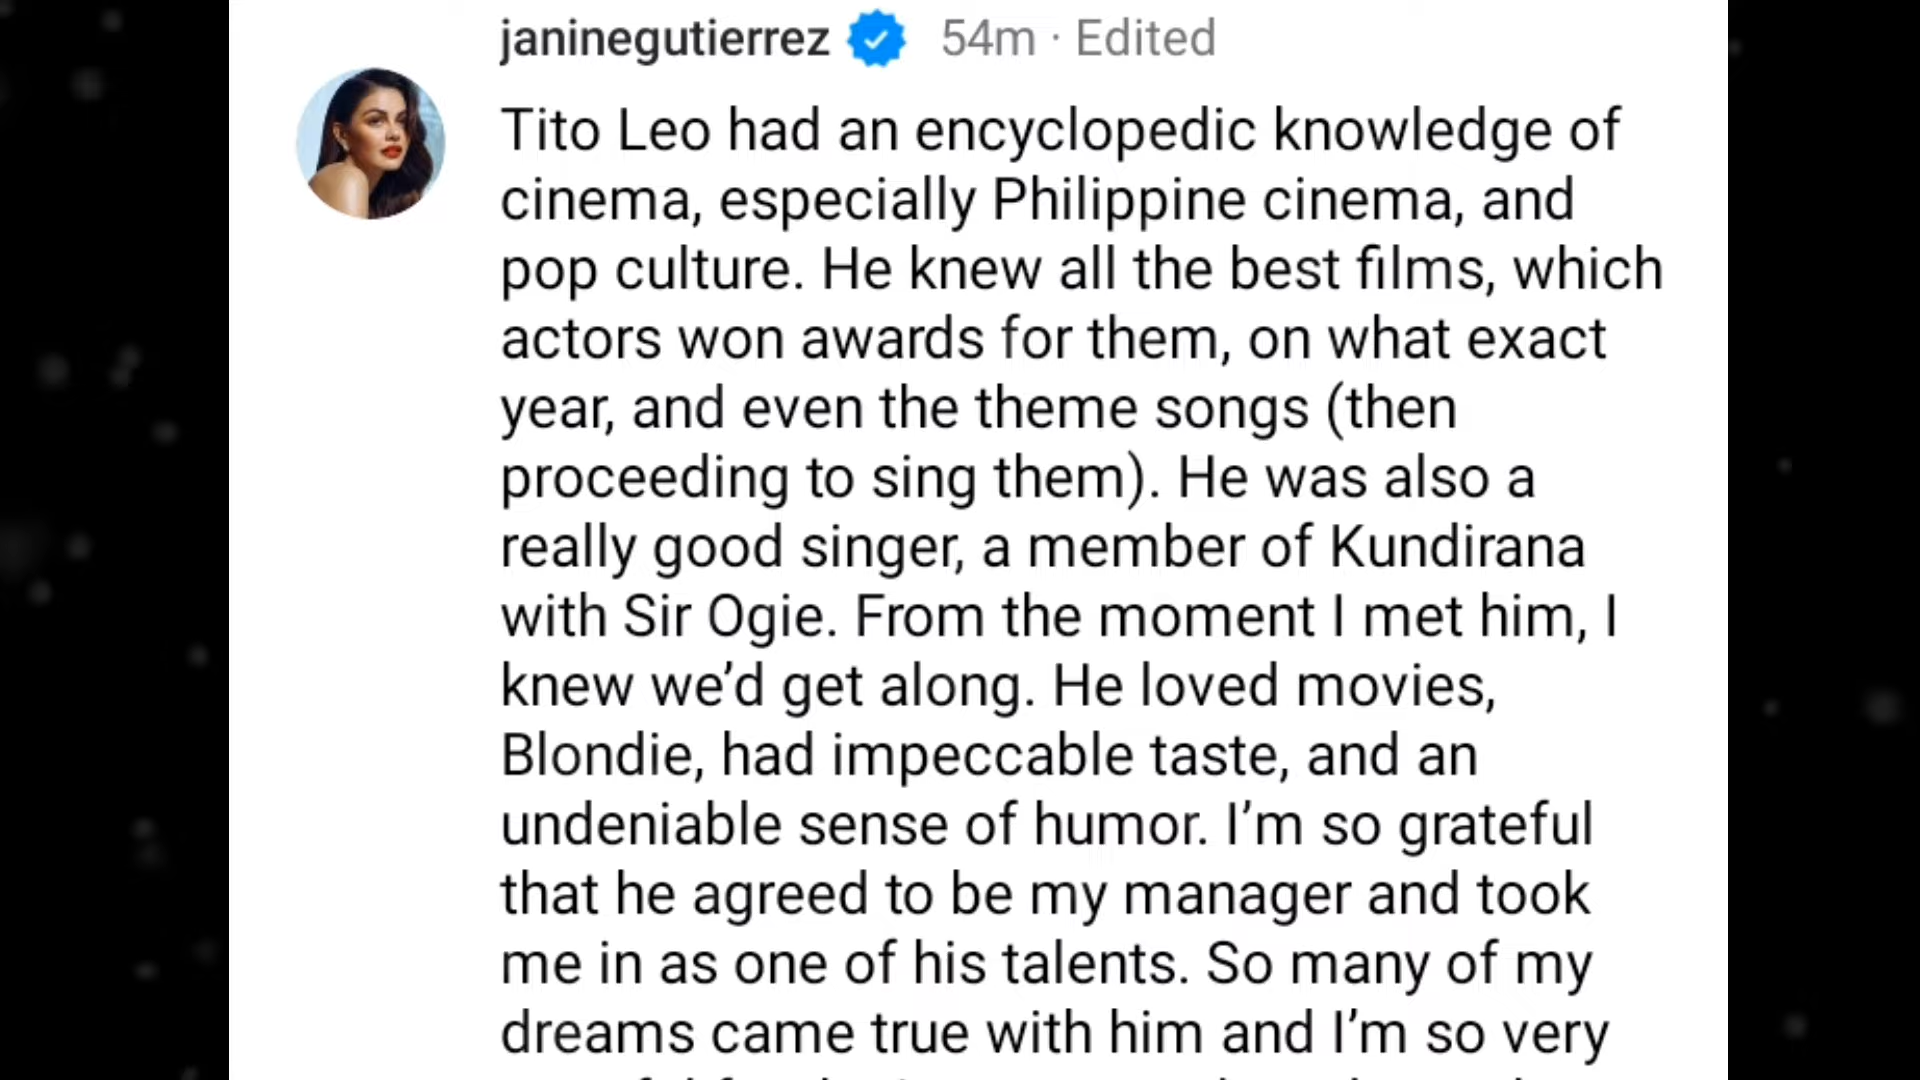 janinegutierrez 54m · Edited
Tito Leo had an encyclopedic knowledge of
cinema, especially Philippine cinema, and
pop culture. He knew all the best films, which
actors won awards for them, on what exact
year, and even the theme songs (then
proceeding to sing them). He was also a
really good singer, a member of Kundirana
with Sir Ogie. From the moment I met him, I
knew we’d get along. He loved movies,
Blondie, had impeccable taste, and an
undeniable sense of humor. I’m so grateful
that he agreed to be my manager and took
me in as one of his talents. So many of my
dreams came true with him and I’m so very